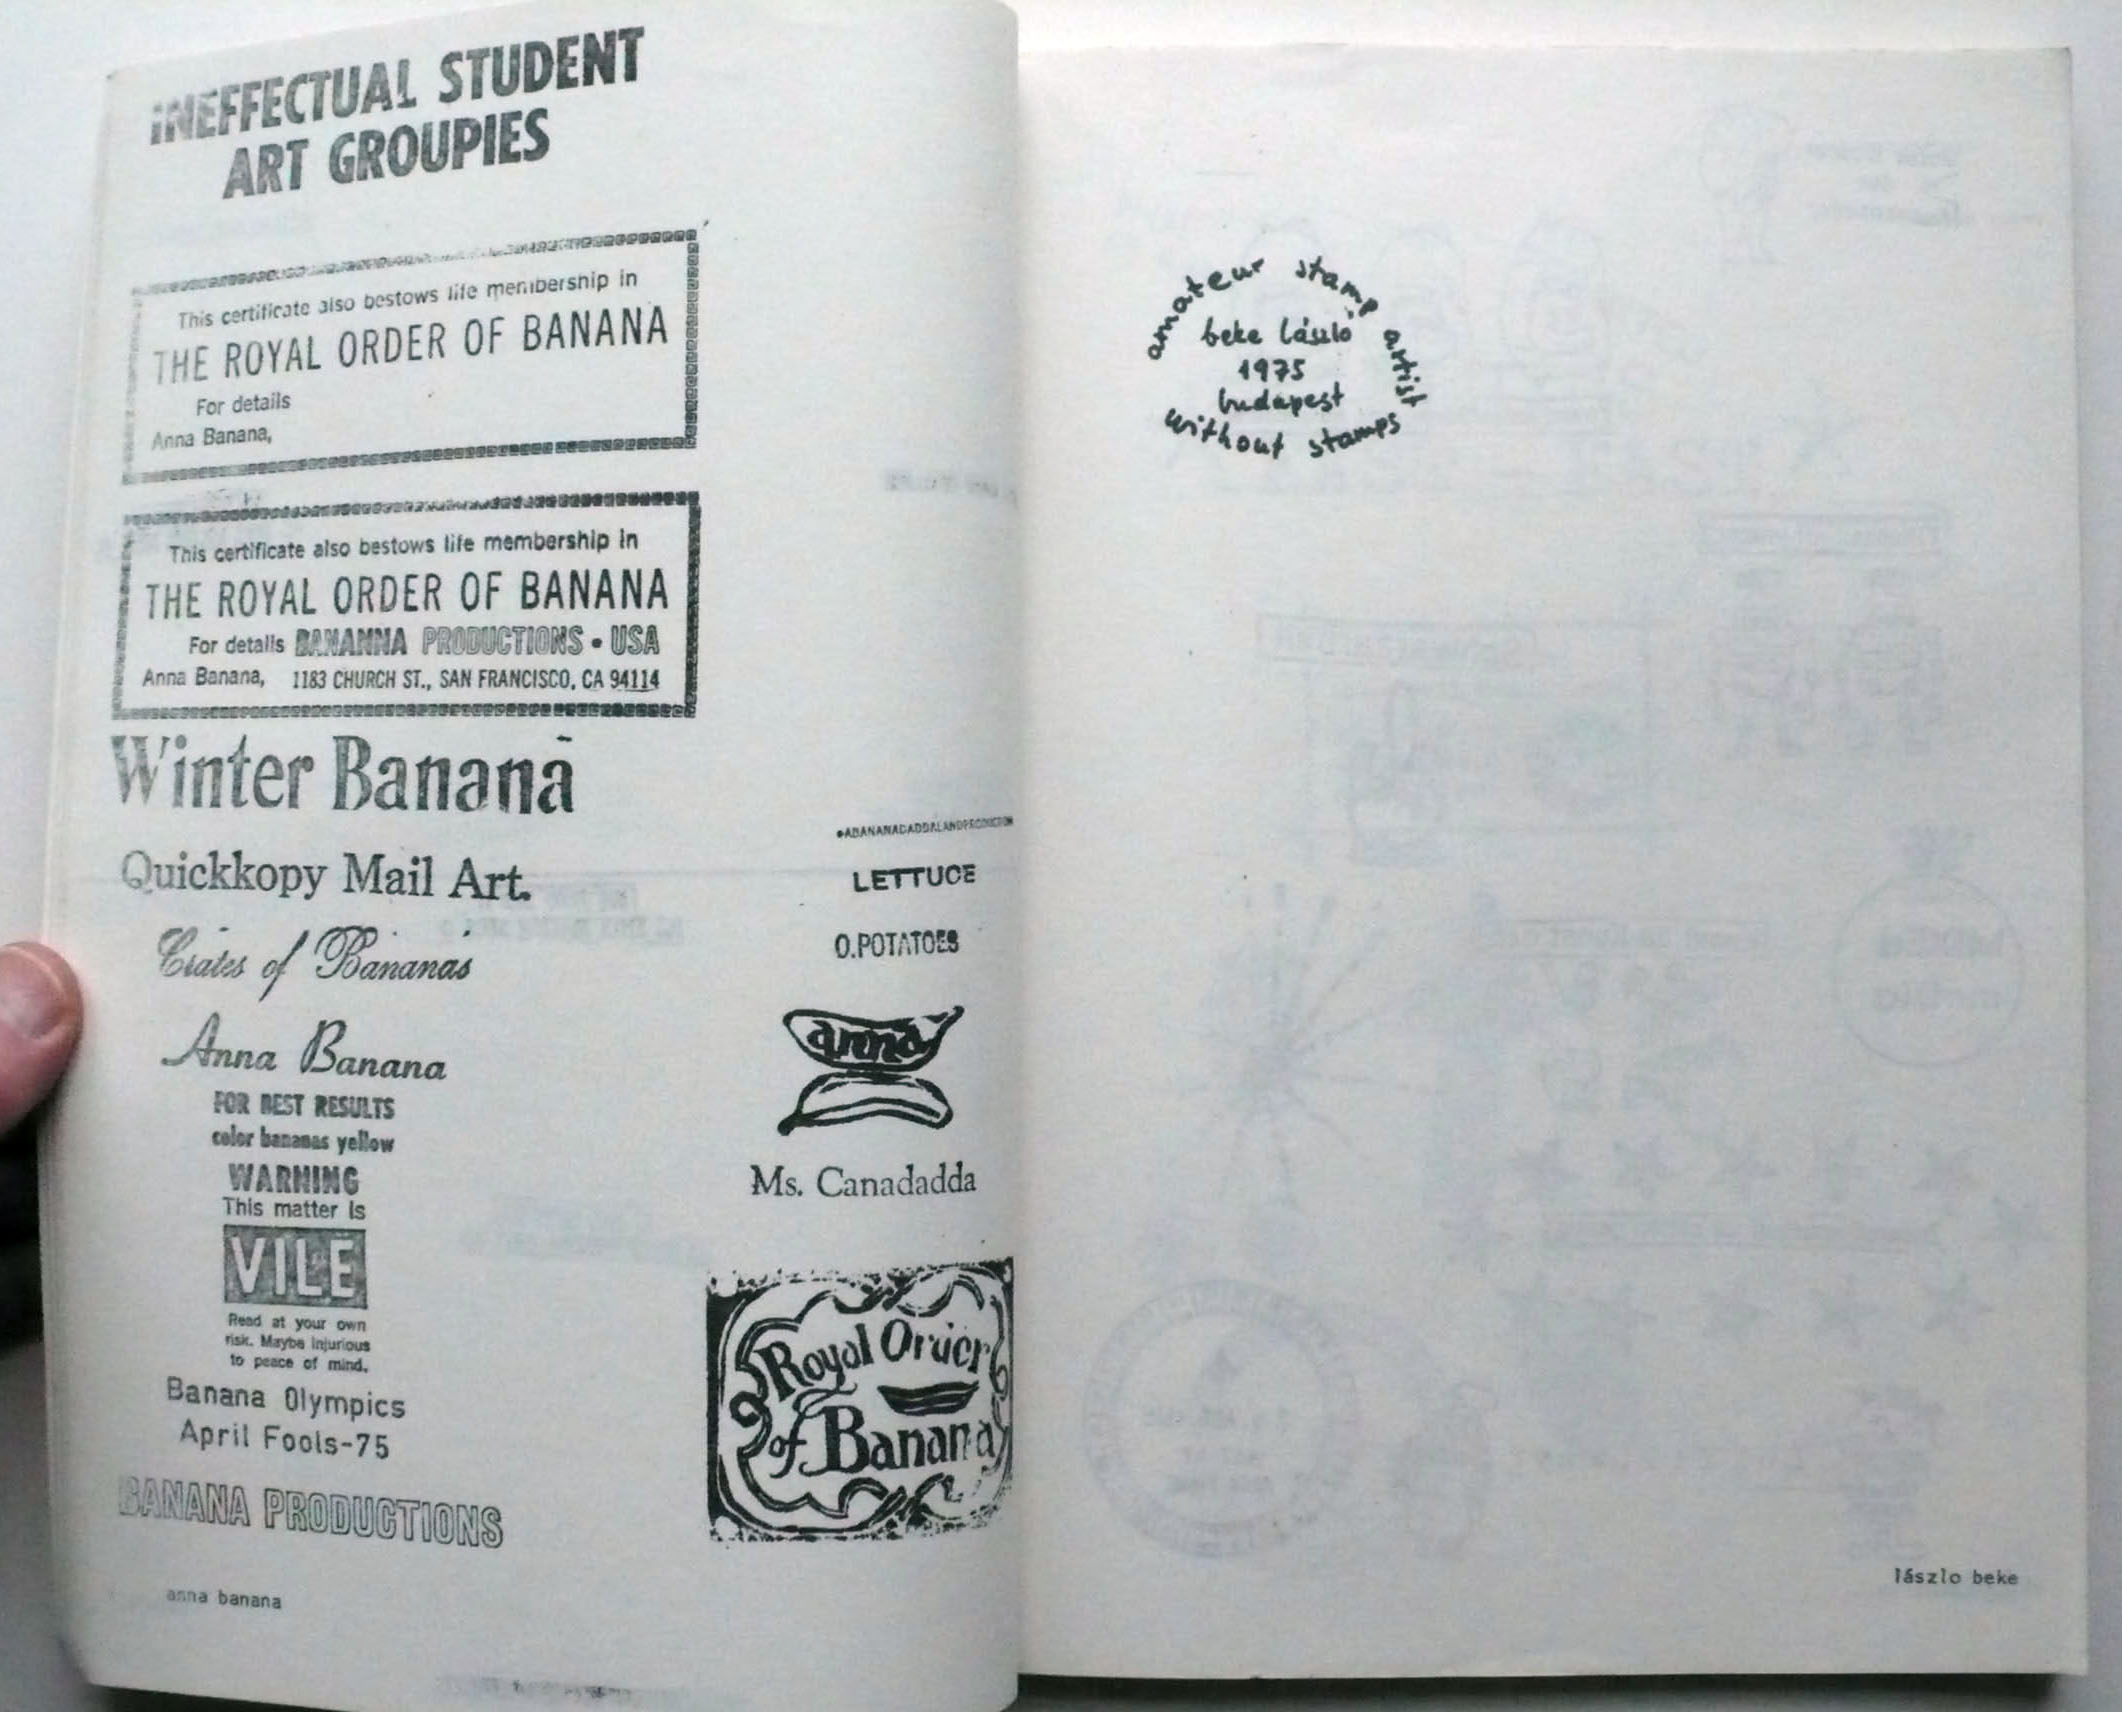 INEFFECTUAL STUDENT
ART GROUPIES
This certificate also bestows life membership in
THE ROYAL ORDER OF BANANA
For details
Anna Banana,
This certificate also bestows life membership in
THE ROYAL ORDER OF BANANA
For details BANANNA PRODUCTIONS • USA
Anna Banana, 1183 CHURCH ST., SAN FRANCISCO, CA 94114
Winter Banana
Quickkopy Mail Art.
Crates of Bananas
Anna Banana
FOR BEST RESULTS
color bananas yellow
WARNING
This matter is
VILE
Read at your own
risk. Maybe injurious
to peace of mind.
Banana Olympics
April Fools-75
BANANA PRODUCTIONS
anna banana
•ABANANADADDALANDPRODUCTION
LETTUCE
O.POTATOES
anna
Ms. Canadadda
Royal Order
of Banana
amateur stamp artist
beke lászló
1975
budapest
without stamps
lászlo beke